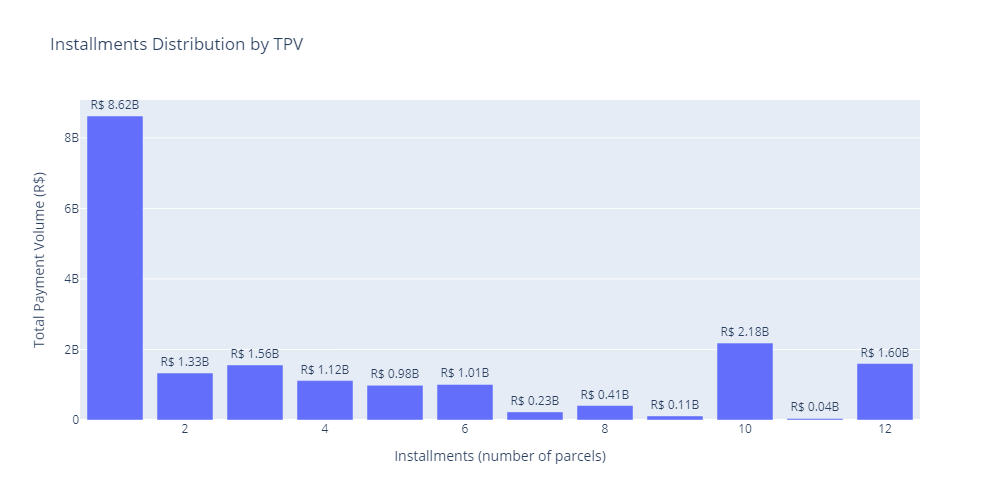 Installments Distribution by TPV
R$ 8.62B
8B
6B
4B
2B
0
Total Payment Volume (R$)
R$ 1.33B
R$ 1.56B
R$ 1.12B
R$ 0.98B
R$ 1.01B
R$ 0.23B
R$ 0.41B
R$ 0.11B
R$ 2.18B
R$ 0.04B
R$ 1.60B
2
4
6
8
10
12
Installments (number of parcels)